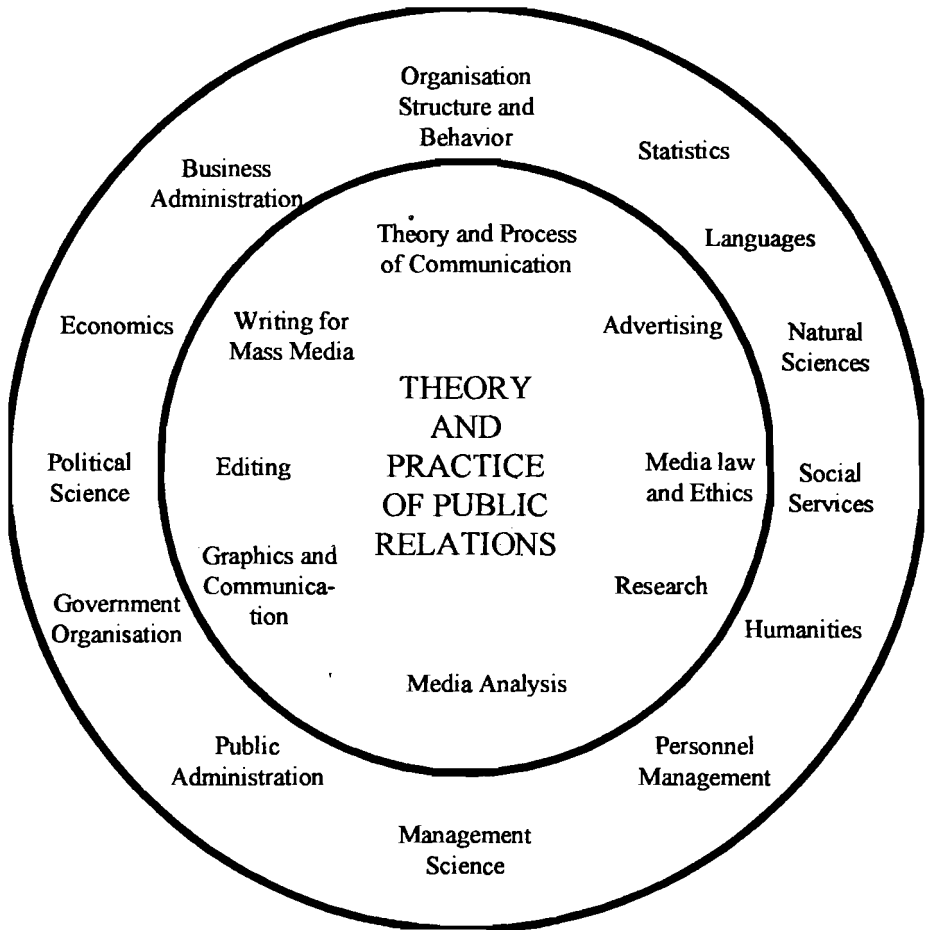 Organisation
Structure and
Behavior
Statistics
Languages
Natural
Sciences
Social
Services
Humanities
Personnel
Management
Management
Science
Public
Administration
Government
Organisation
Political
Science
Economics
Business
Administration
Theory and Process
of Communication
Advertising
Media law
and Ethics
Research
Media Analysis
Graphics and
Communica-
tion
Editing
Writing for
Mass Media
THEORY
AND
PRACTICE
OF PUBLIC
RELATIONS